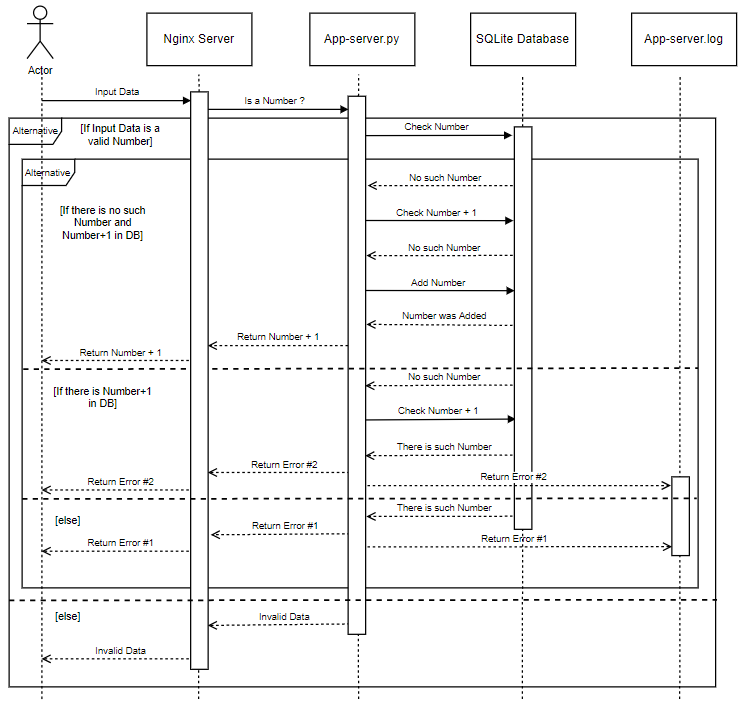 Nginx Server
App-server.py
SQLite Database
App-server.log
Actor
Input Data
Is a Number ?
Alternative
[If Input Data is a
valid Number]
Check Number
Alternative
No such Number
[If there is no such
Number and
Number+1 in DB]
Check Number + 1
No such Number
Add Number
Number was Added
Return Number + 1
Return Number + 1
No such Number
[If there is Number+1
in DB]
Check Number + 1
There is such Number
Return Error #2
Return Error #2
Return Error #2
There is such Number
[else]
Return Error #1
Return Error #1
Return Error #1
[else]
Invalid Data
Invalid Data